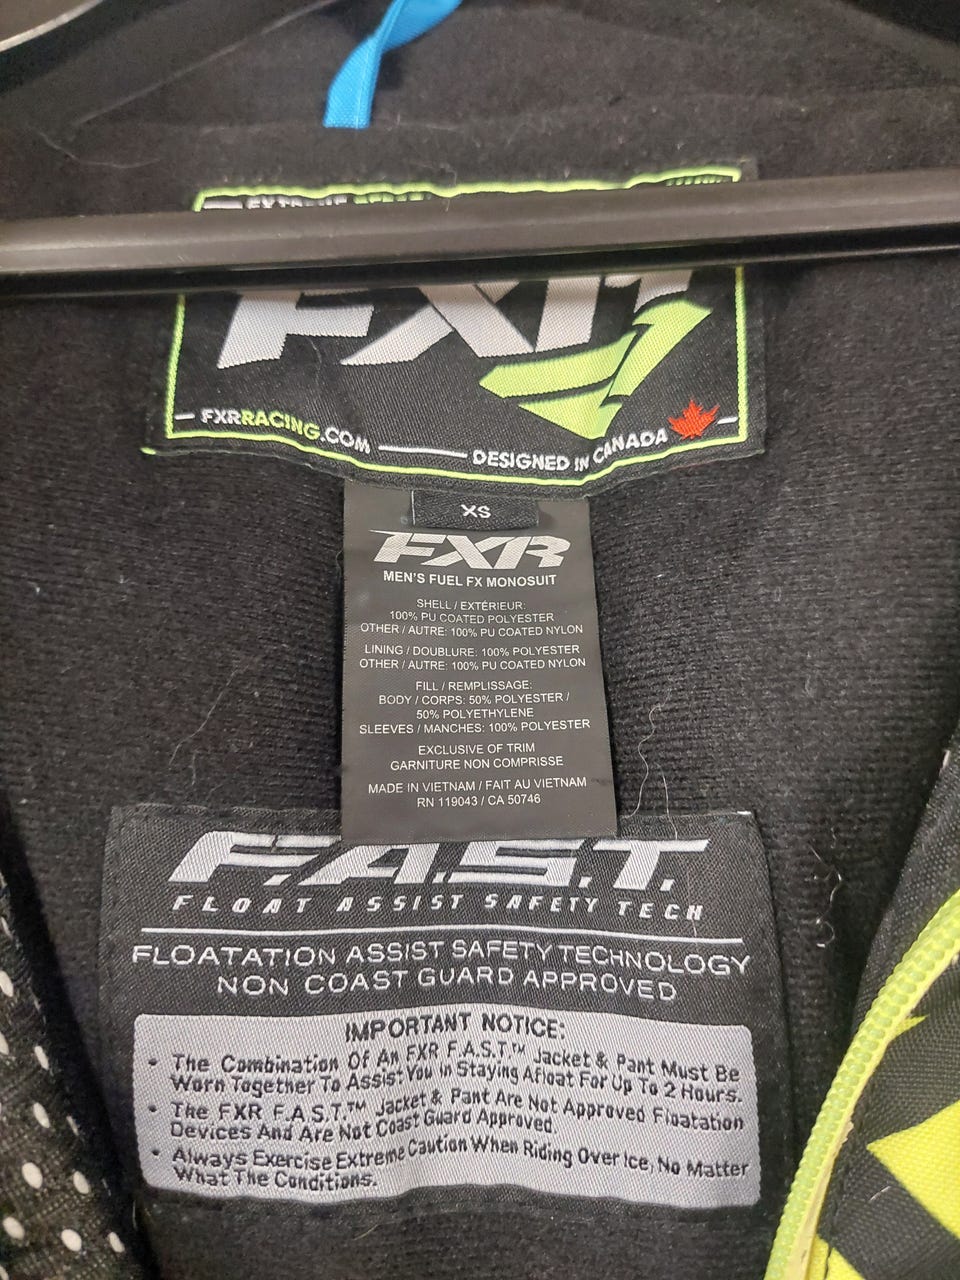 FXR
FXRRACING.COM
DESIGNED IN CANADA
XS
FXR
MEN'S FUEL FX MONOSUIT
SHELL / EXTÉRIEUR:
100% PU COATED POLYESTER
OTHER / AUTRE: 100% PU COATED NYLON
LINING / DOUBLURE: 100% POLYESTER
OTHER / AUTRE: 100% PU COATED NYLON
FILL / REMPLISSAGE:
BODY / CORPS: 50% POLYESTER /
50% POLYETHYLENE
SLEEVES / MANCHES: 100% POLYESTER
EXCLUSIVE OF TRIM
GARNITURE NON COMPRISSE
MADE IN VIETNAM / FAIT AU VIETNAM
RN 119043 / CA 50746
F.A.S.T.
FLOAT ASSIST SAFETY TECH
FLOATATION ASSIST SAFETY TECHNOLOGY
NON COAST GUARD APPROVED
IMPORTANT NOTICE:
• The Combination Of An FXR F.A.S.T.™ Jacket & Pant Must Be
Worn Together To Assist You in Staying Afloat For Up To 2 Hours.
• The FXR F.A.S.T.™ Jacket & Pant Are Not Approved Floatation
Devices And Are Not Coast Guard Approved.
• Always Exercise Extreme Caution When Riding Over Ice, No Matter
What The Conditions.